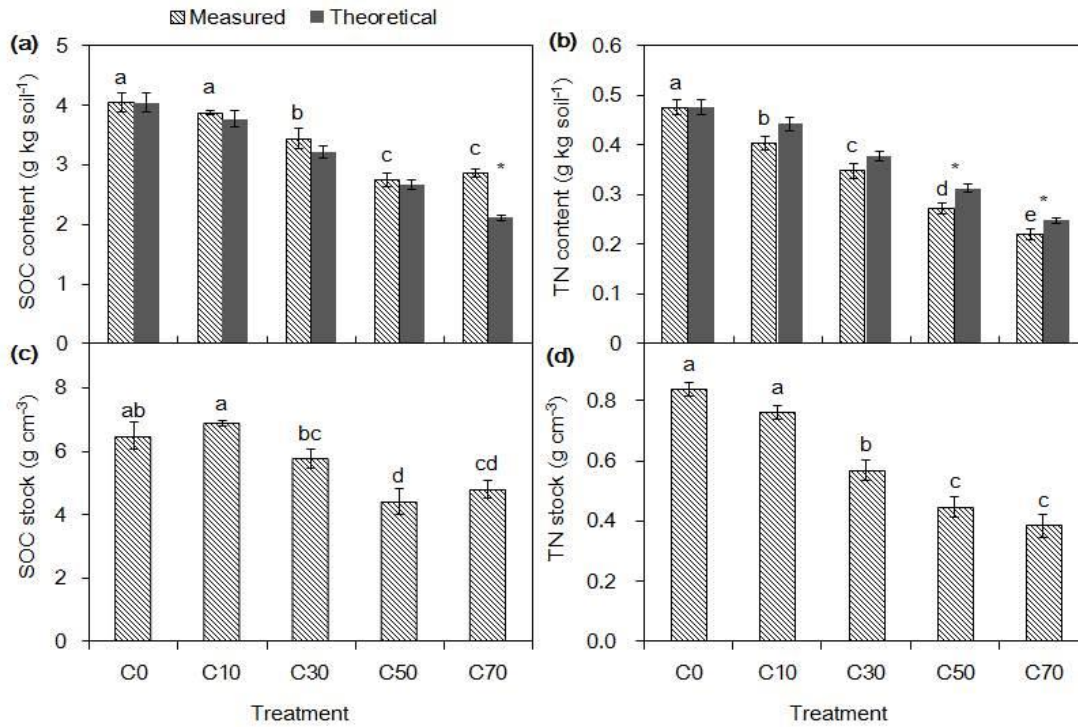 Measured Theoretical
(a)
SOC content (g kg soil⁻¹)
5
4
3
2
1
0
a a b c c *
(b)
TN content (g kg soil⁻¹)
0.6
0.5
0.4
0.3
0.2
0.1
0
a b c d * e *
(c)
SOC stock (g cm⁻³)
8
6
4
2
0
ab a bc d cd
C0 C10 C30 C50 C70
Treatment
(d)
TN stock (g cm⁻³)
0.8
0.6
0.4
0.2
0.0
a a b c c
C0 C10 C30 C50 C70
Treatment